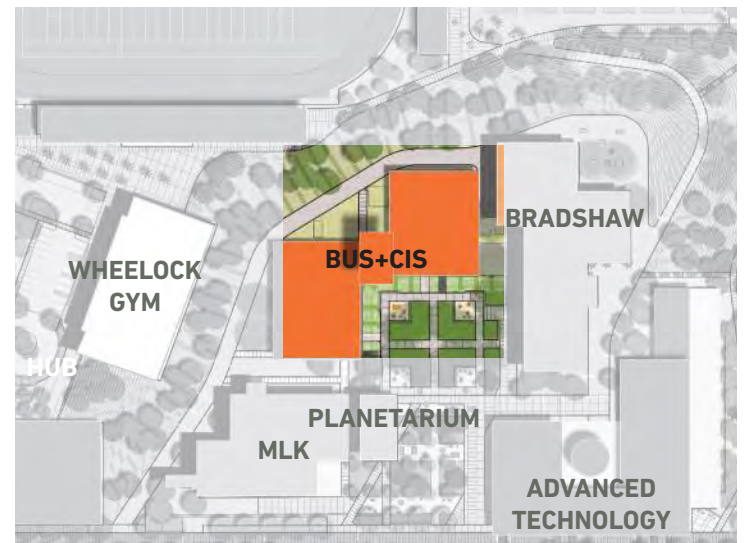 BRADSHAW
BUS+CIS
WHEELOCK
GYM
HUB
PLANETARIUM
MLK
ADVANCED
TECHNOLOGY